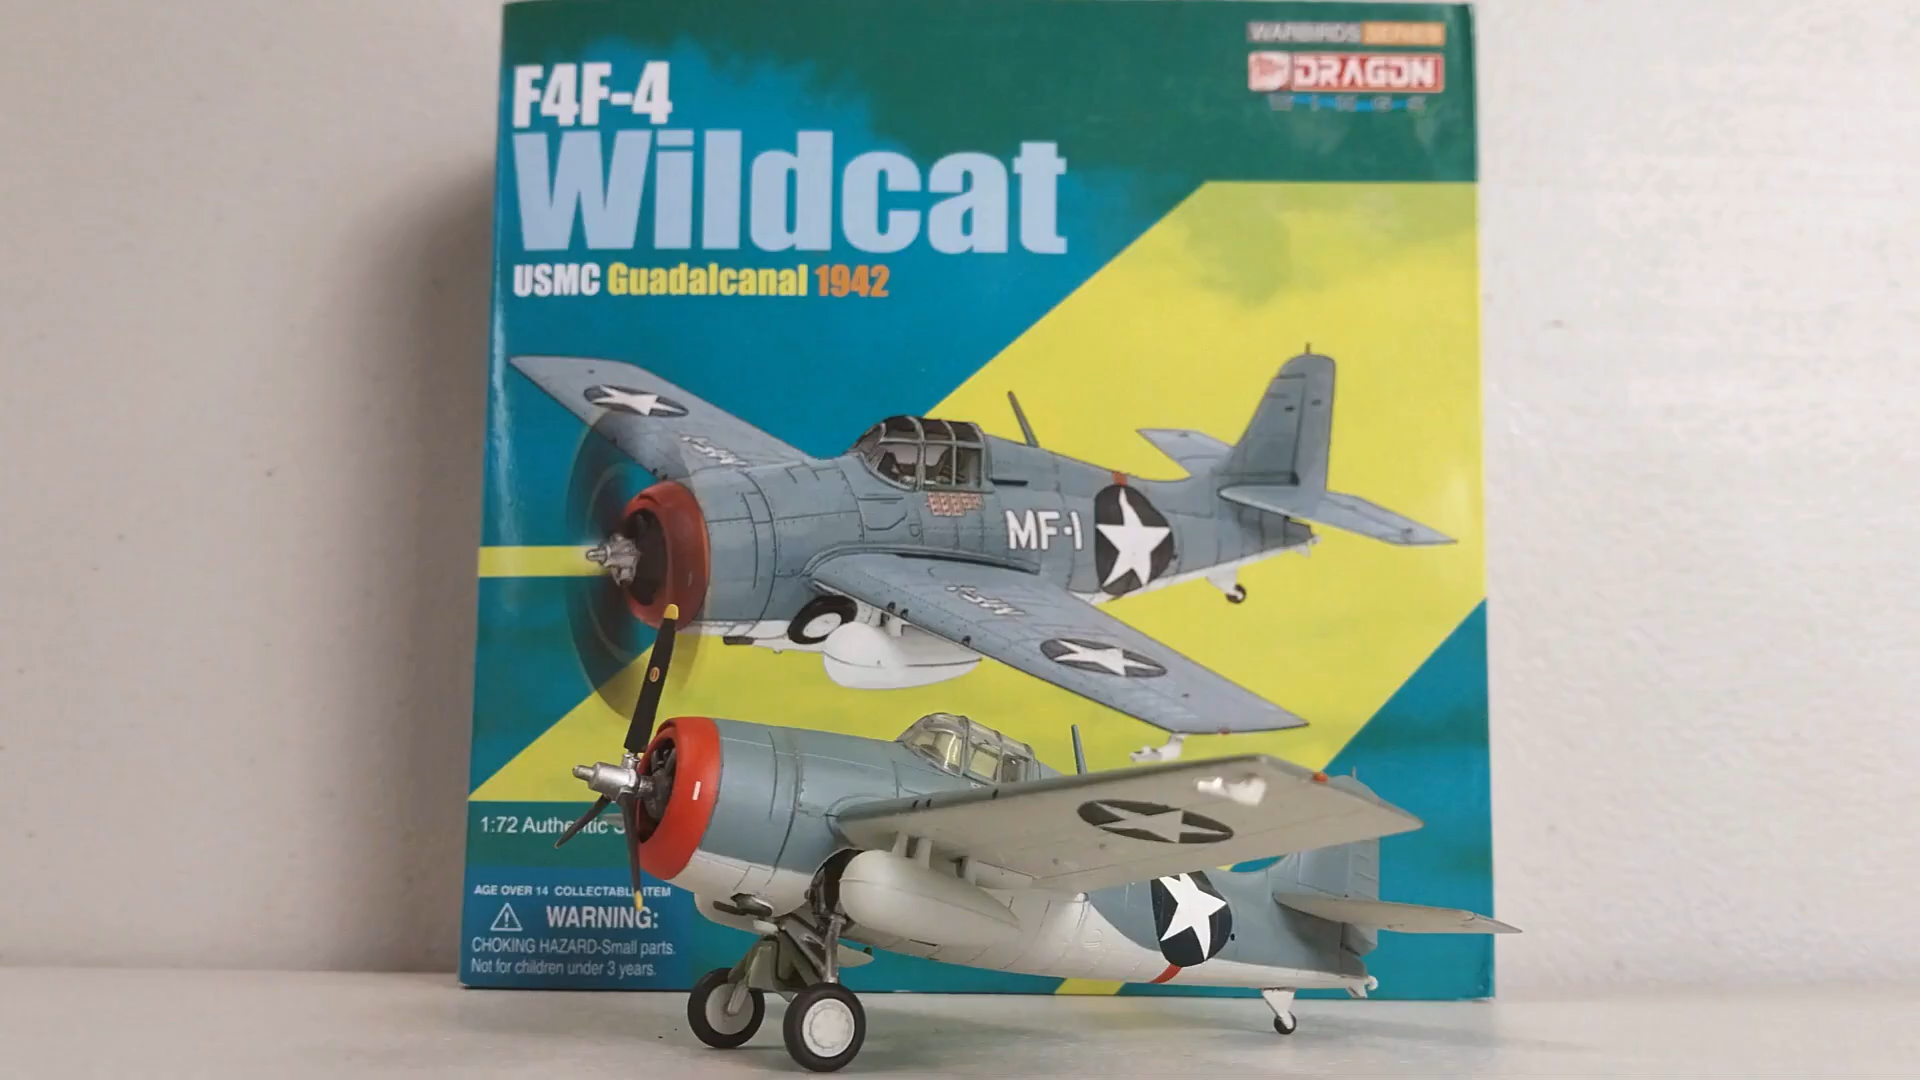 WARBIRDS SERIES
DRAGON
WINGS
F4F-4
Wildcat
USMC Guadalcanal 1942
MF-1
1:72 Authentic
AGE OVER 14 COLLECTABLE ITEM
WARNING:
CHOKING HAZARD-Small parts.
Not for children under 3 years.